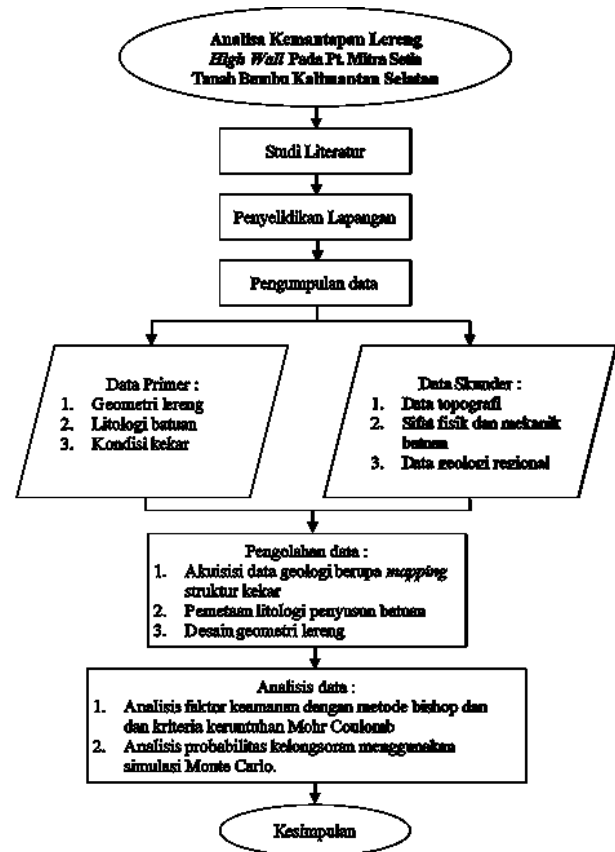 Analisa Kemantapan Lereng
High Wall Pada Pt. Mitra Setia
Tanah Bumbu Kalimantan Selatan
Studi Literatur
Penyelidikan Lapangan
Pengumpulan data
Data Primer :
1. Geometri lereng
2. Litologi batuan
3. Kondisi kekar
Data Skunder :
1. Data topografi
2. Sifat fisik dan mekanik
batuan
3. Data geologi regional
Pengolahan data :
1. Akuisisi data geologi berupa mapping
struktur kekar
2. Pemetaan litologi penyusun batuan
3. Desain geometri lereng
Analisis data :
1. Analisis faktor keamanan dengan metode bishop dan
dan kriteria keruntuhan Mohr Coulomb
2. Analisis probabilitas kelongsoran menggunakan
simulasi Monte Carlo.
Kesimpulan